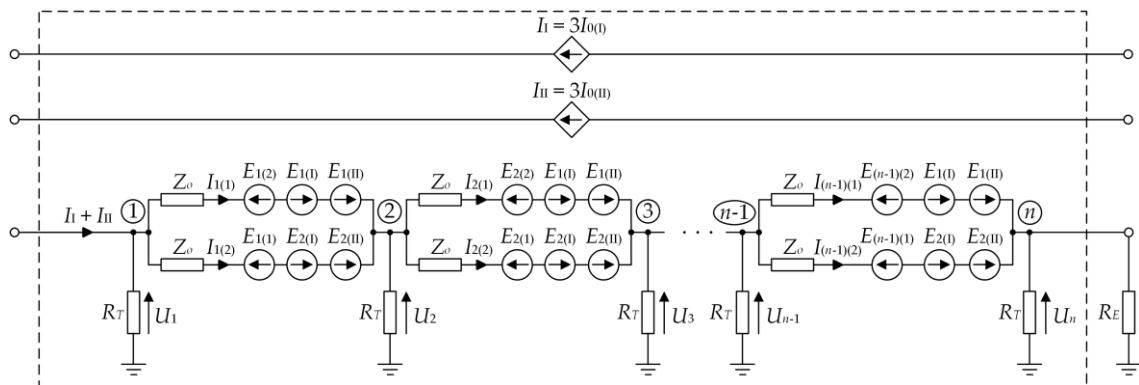 I_I = 3I_0(I)
I_II = 3I_0(II)
Z_o I_1(1) E_1(2) E_1(I) E_1(II) Z_o I_2(1) E_2(2) E_1(I) E_1(II) Z_o I_(n-1)(1) E_(n-1)(2) E_1(I) E_1(II)
I_I + I_II 1 2 3 · · · n-1 n
Z_o I_1(2) E_1(1) E_2(I) E_2(II) Z_o I_2(2) E_2(1) E_2(I) E_2(II) Z_o I_(n-1)(2) E_(n-1)(1) E_2(I) E_2(II)
R_T U_1 R_T U_2 R_T U_3 R_T U_n-1 R_T U_n R_E